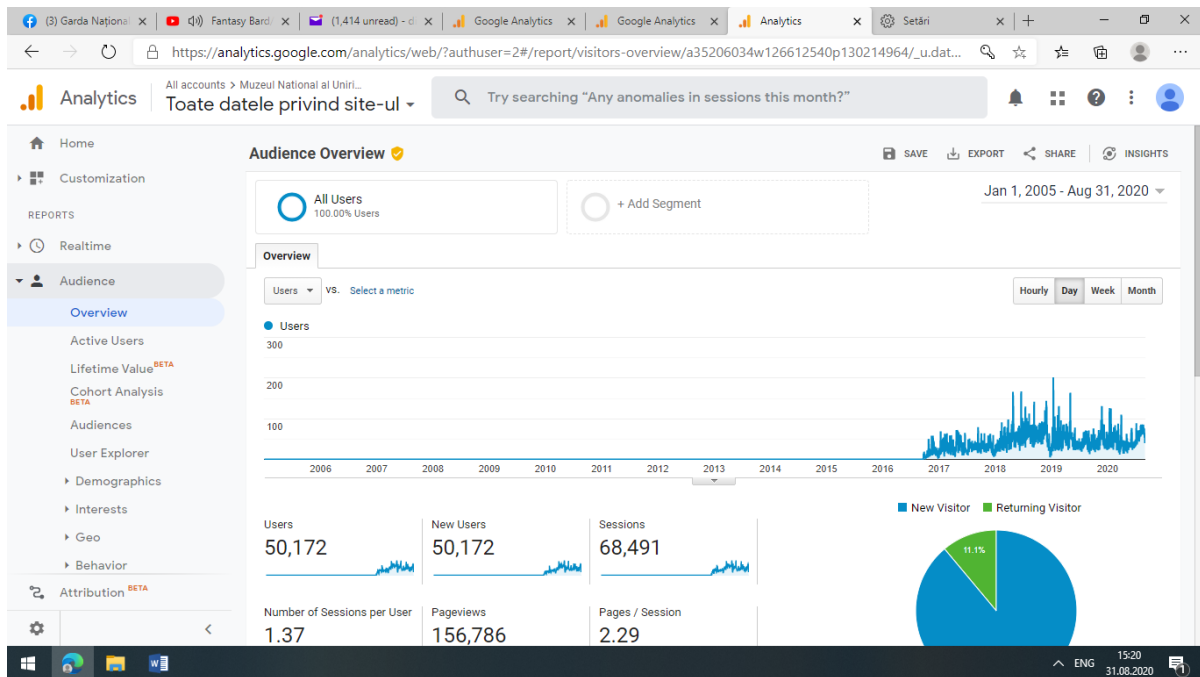 (3) Garda Național
Fantasy Bard
(1,414 unread) - d
Google Analytics
Google Analytics
Analytics
Setări
https://analytics.google.com/analytics/web/?authuser=2#/report/visitors-overview/a35206034w126612540p130214964/_u.dat...
Analytics
All accounts > Muzeul National al Uniri...
Toate datele privind site-ul
Try searching “Any anomalies in sessions this month?”
Home
Customization
REPORTS
Realtime
Audience
Overview
Active Users
Lifetime Value BETA
Cohort Analysis
BETA
Audiences
User Explorer
Demographics
Interests
Geo
Behavior
Attribution BETA
Audience Overview
SAVE
EXPORT
SHARE
INSIGHTS
All Users
100.00% Users
+ Add Segment
Jan 1, 2005 - Aug 31, 2020
Overview
Users VS. Select a metric
Hourly Day Week Month
Users
300
200
100
2006 2007 2008 2009 2010 2011 2012 2013 2014 2015 2016 2017 2018 2019 2020
New Visitor Returning Visitor
11.1%
Users
50,172
New Users
50,172
Sessions
68,491
Number of Sessions per User
1.37
Pageviews
156,786
Pages / Session
2.29
W
ENG
15:20
31.08.2020
1